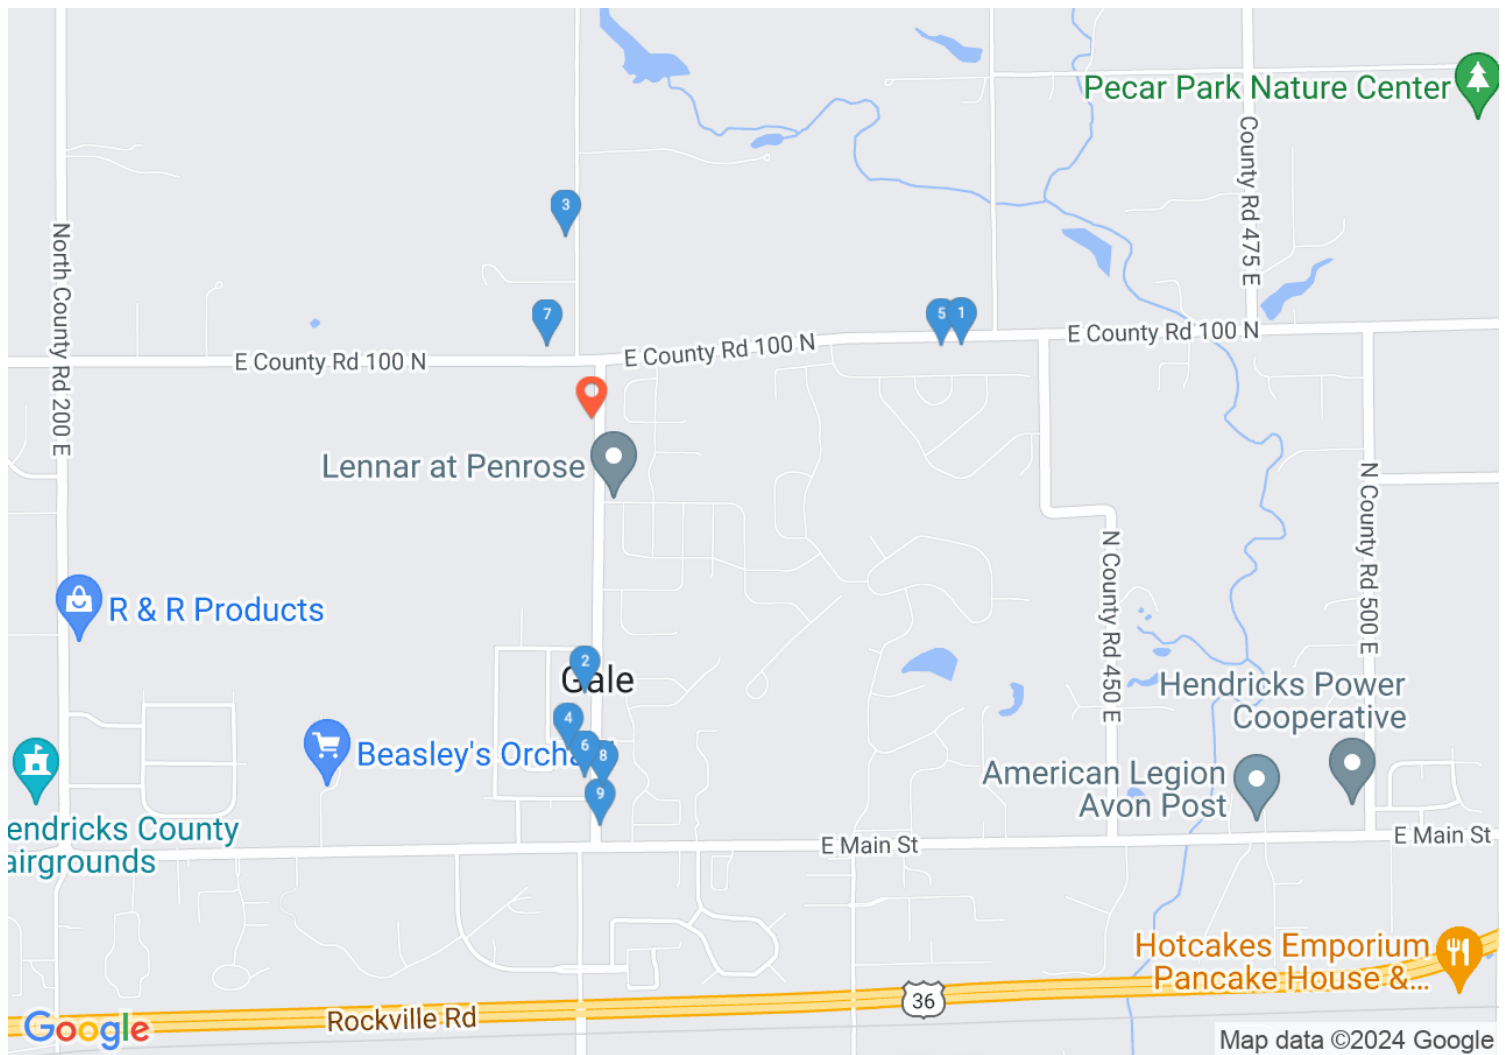 Pecar Park Nature Center
County Rd 475 E
3
North County Rd 200 E
7
5
1
E County Rd 100 N
E County Rd 100 N
E County Rd 100 N
Lennar at Penrose
N County Rd 450 E
N County Rd 500 E
R & R Products
2
Gale
4
6
8
9
Beasley's Orch
Hendricks Power
Cooperative
American Legion
Avon Post
endricks County
airgrounds
E Main St
E Main St
Hotcakes Emporium
Pancake House &...
36
Rockville Rd
Google
Map data ©2024 Google